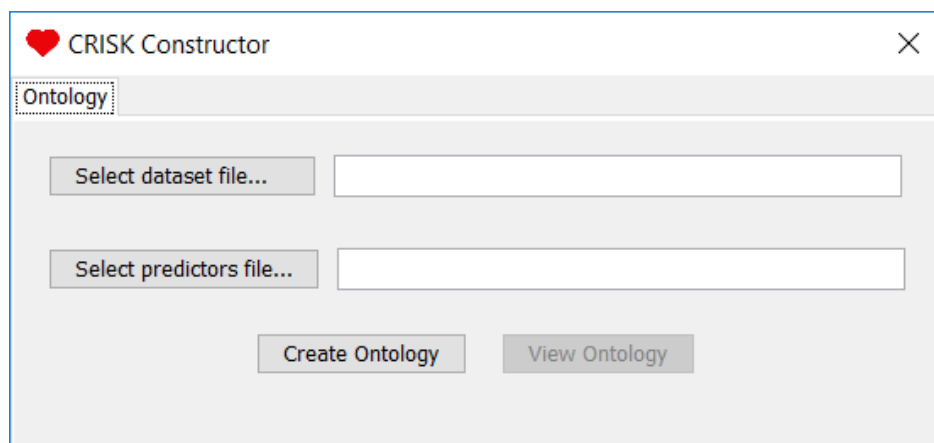 CRISK Constructor
Ontology
Select dataset file...
Select predictors file...
Create Ontology View Ontology